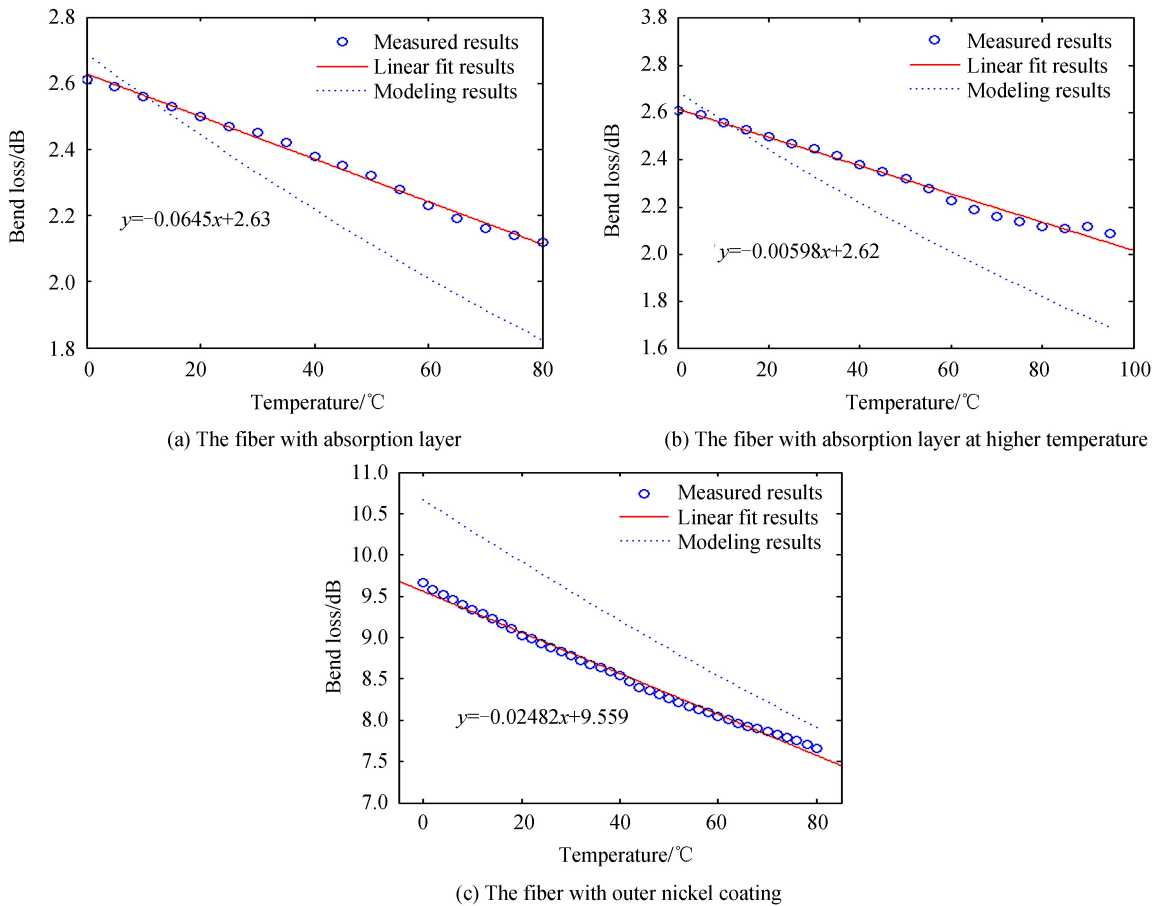 2.8
2.6
2.4
2.2
2.0
1.8
Bend loss/dB
Measured results
Linear fit results
Modeling results
y=−0.0645x+2.63
0 20 40 60 80
Temperature/℃
(a) The fiber with absorption layer
3.8
2.8
2.6
2.4
2.2
2.0
1.8
1.6
Bend loss/dB
Measured results
Linear fit results
Modeling results
y=−0.00598x+2.62
0 20 40 60 80 100
Temperature/℃
(b) The fiber with absorption layer at higher temperature
11.0
10.5
10.0
9.5
9.0
8.5
8.0
7.5
7.0
Bend loss/dB
Measured results
Linear fit results
Modeling results
y=−0.02482x+9.559
0 20 40 60 80
Temperature/℃
(c) The fiber with outer nickel coating